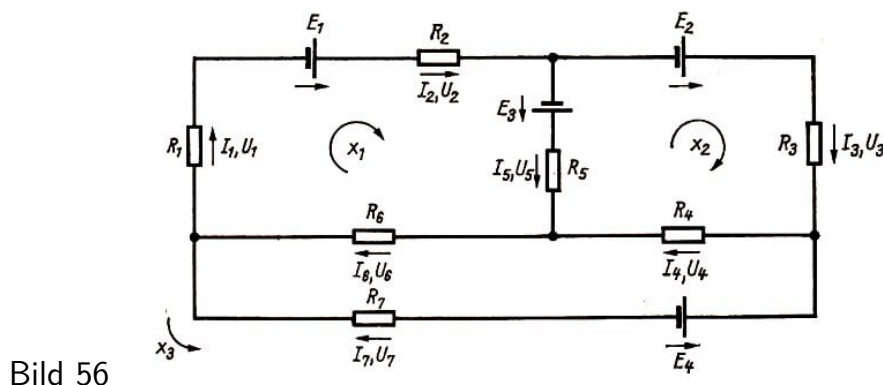 E₁ R₂ E₂
I₂,U₂
E₃
R₁ I₁,U₁ x₁ x₂ R₃ I₃,U₃
I₅,U₅ R₅
R₆ R₄
I₆,U₆ I₄,U₄
R₇
x₃ I₇,U₇ E₄
Bild 56